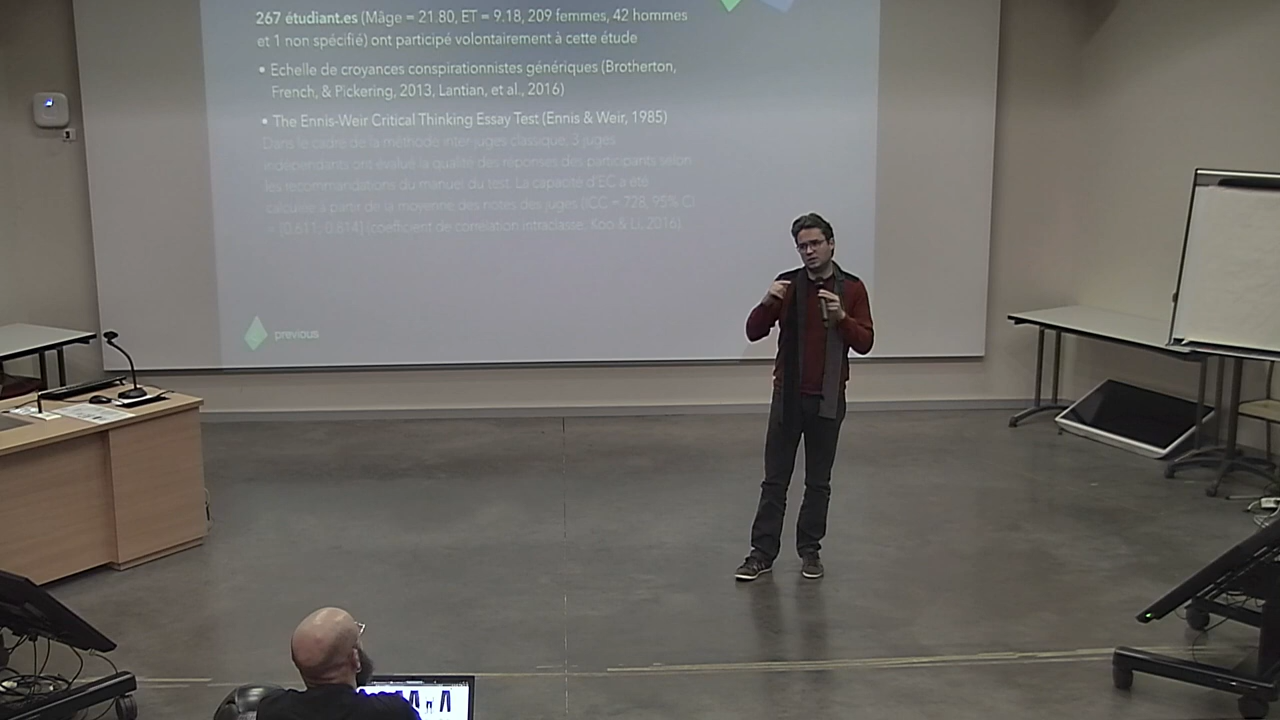 267 étudiant.es (Mâge = 21.80, ET = 9.18, 209 femmes, 42 hommes
et 1 non spécifié) ont participé volontairement à cette étude
• Echelle de croyances conspirationnistes génériques (Brotherton,
French, & Pickering, 2013, Lantian, et al., 2016)
• The Ennis-Weir Critical Thinking Essay Test (Ennis & Weir, 1985)
Dans le cadre de la méthode inter-juges classique, 3 juges
indépendants ont évalué la qualité des réponses des participants selon
les recommandations du manuel du test. La capacité d'EC a été
calculée à partir de la moyenne des notes des juges (ICC = .728, 95% CI
= [0.611; 0.814] (coefficient de corrélation intraclasse, Koo & Li, 2016)
previous